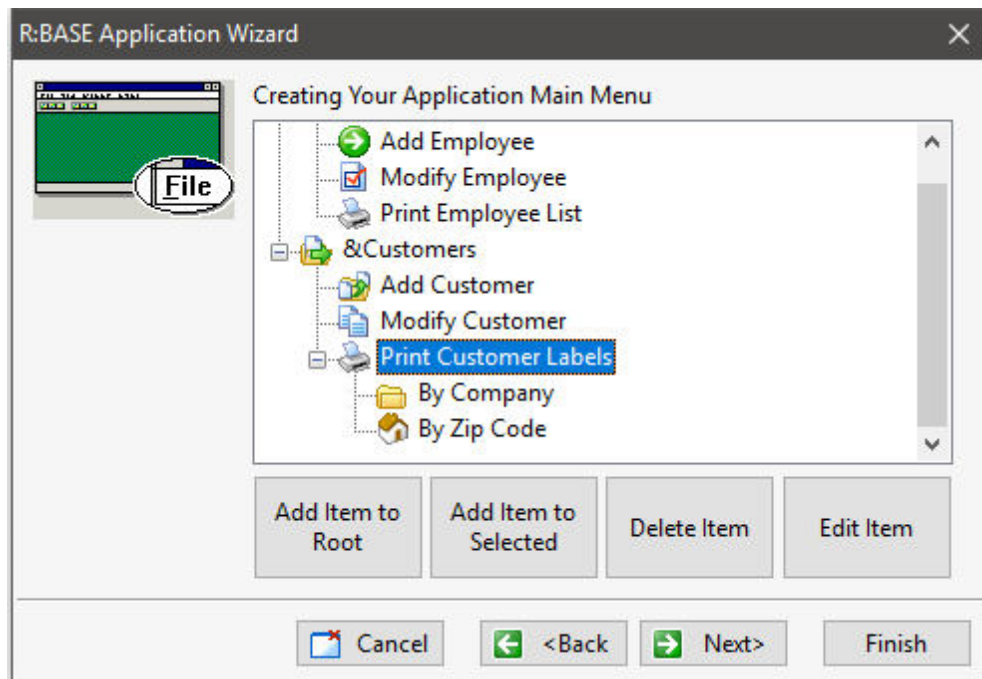 R:BASE Application Wizard
Creating Your Application Main Menu
File
Add Employee
Modify Employee
Print Employee List
&Customers
Add Customer
Modify Customer
Print Customer Labels
By Company
By Zip Code
Add Item to
Root
Add Item to
Selected
Delete Item
Edit Item
Cancel
<Back
Next>
Finish